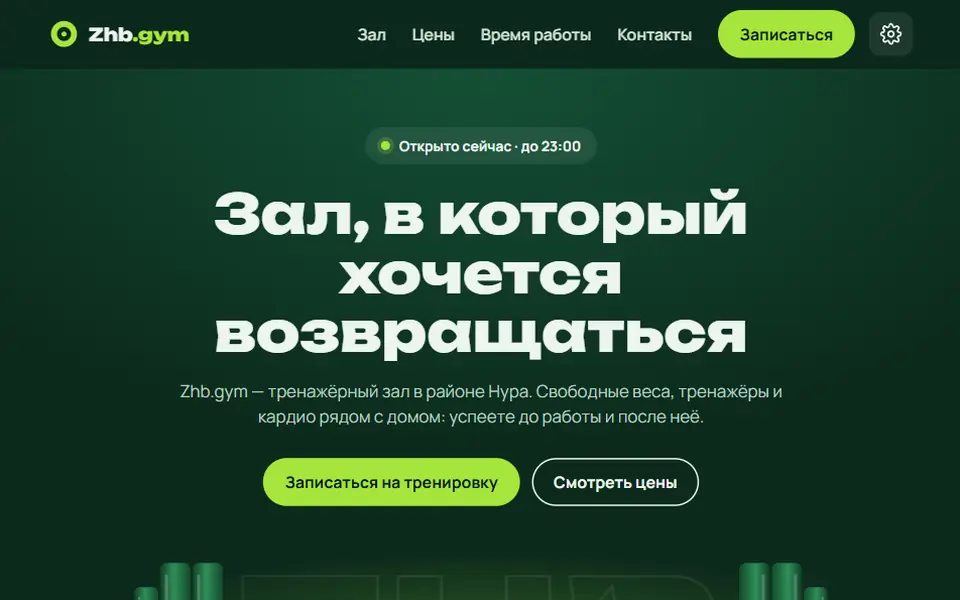 Zhb.gym
Зал
Цены
Время работы
Контакты
Записаться
Открыто сейчас · до 23:00
Зал, в который
хочется
возвращаться
Zhb.gym — тренажёрный зал в районе Нура. Свободные веса, тренажёры и
кардио рядом с домом: успеете до работы и после неё.
Записаться на тренировку
Смотреть цены